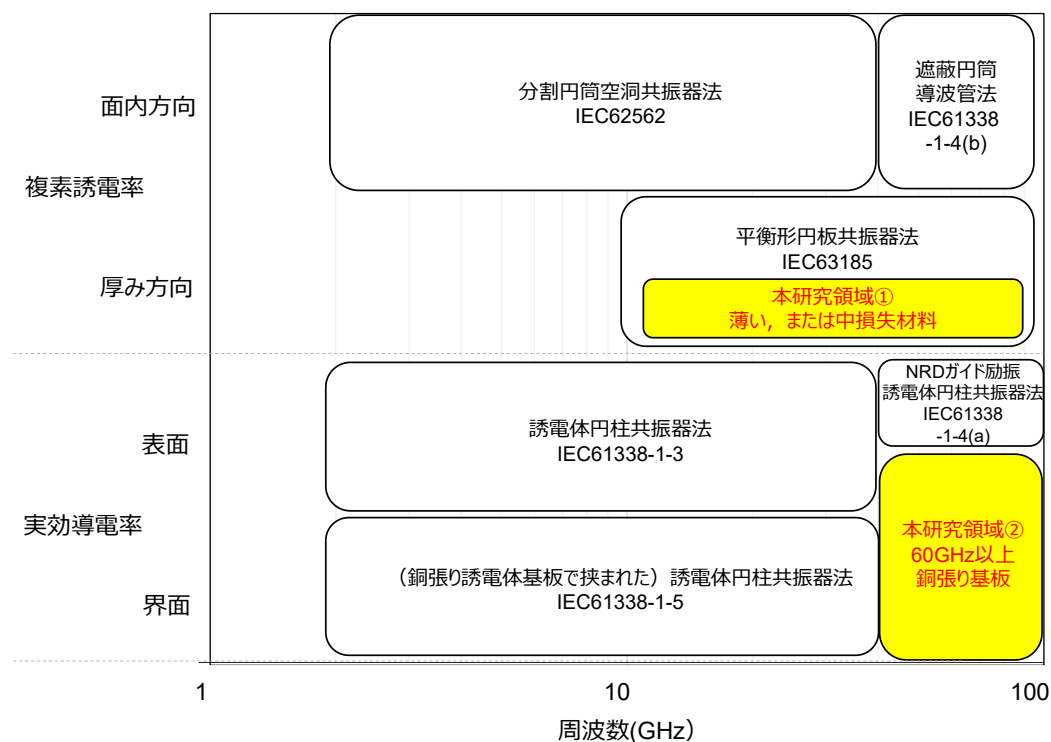 面内方向
複素誘電率
厚み方向
分割円筒空洞共振器法
IEC62562
遮蔽円筒
導波管法
IEC61338
-1-4(b)
平衡形円板共振器法
IEC63185
本研究領域①
薄い，または中損失材料
表面
実効導電率
界面
誘電体円柱共振器法
IEC61338-1-3
NRDガイド励振
誘電体円柱共振器法
IEC61338
-1-4(a)
（銅張り誘電体基板で挟まれた）誘電体円柱共振器法
IEC61338-1-5
本研究領域②
60GHz以上
銅張り基板
1
10
100
周波数(GHz）